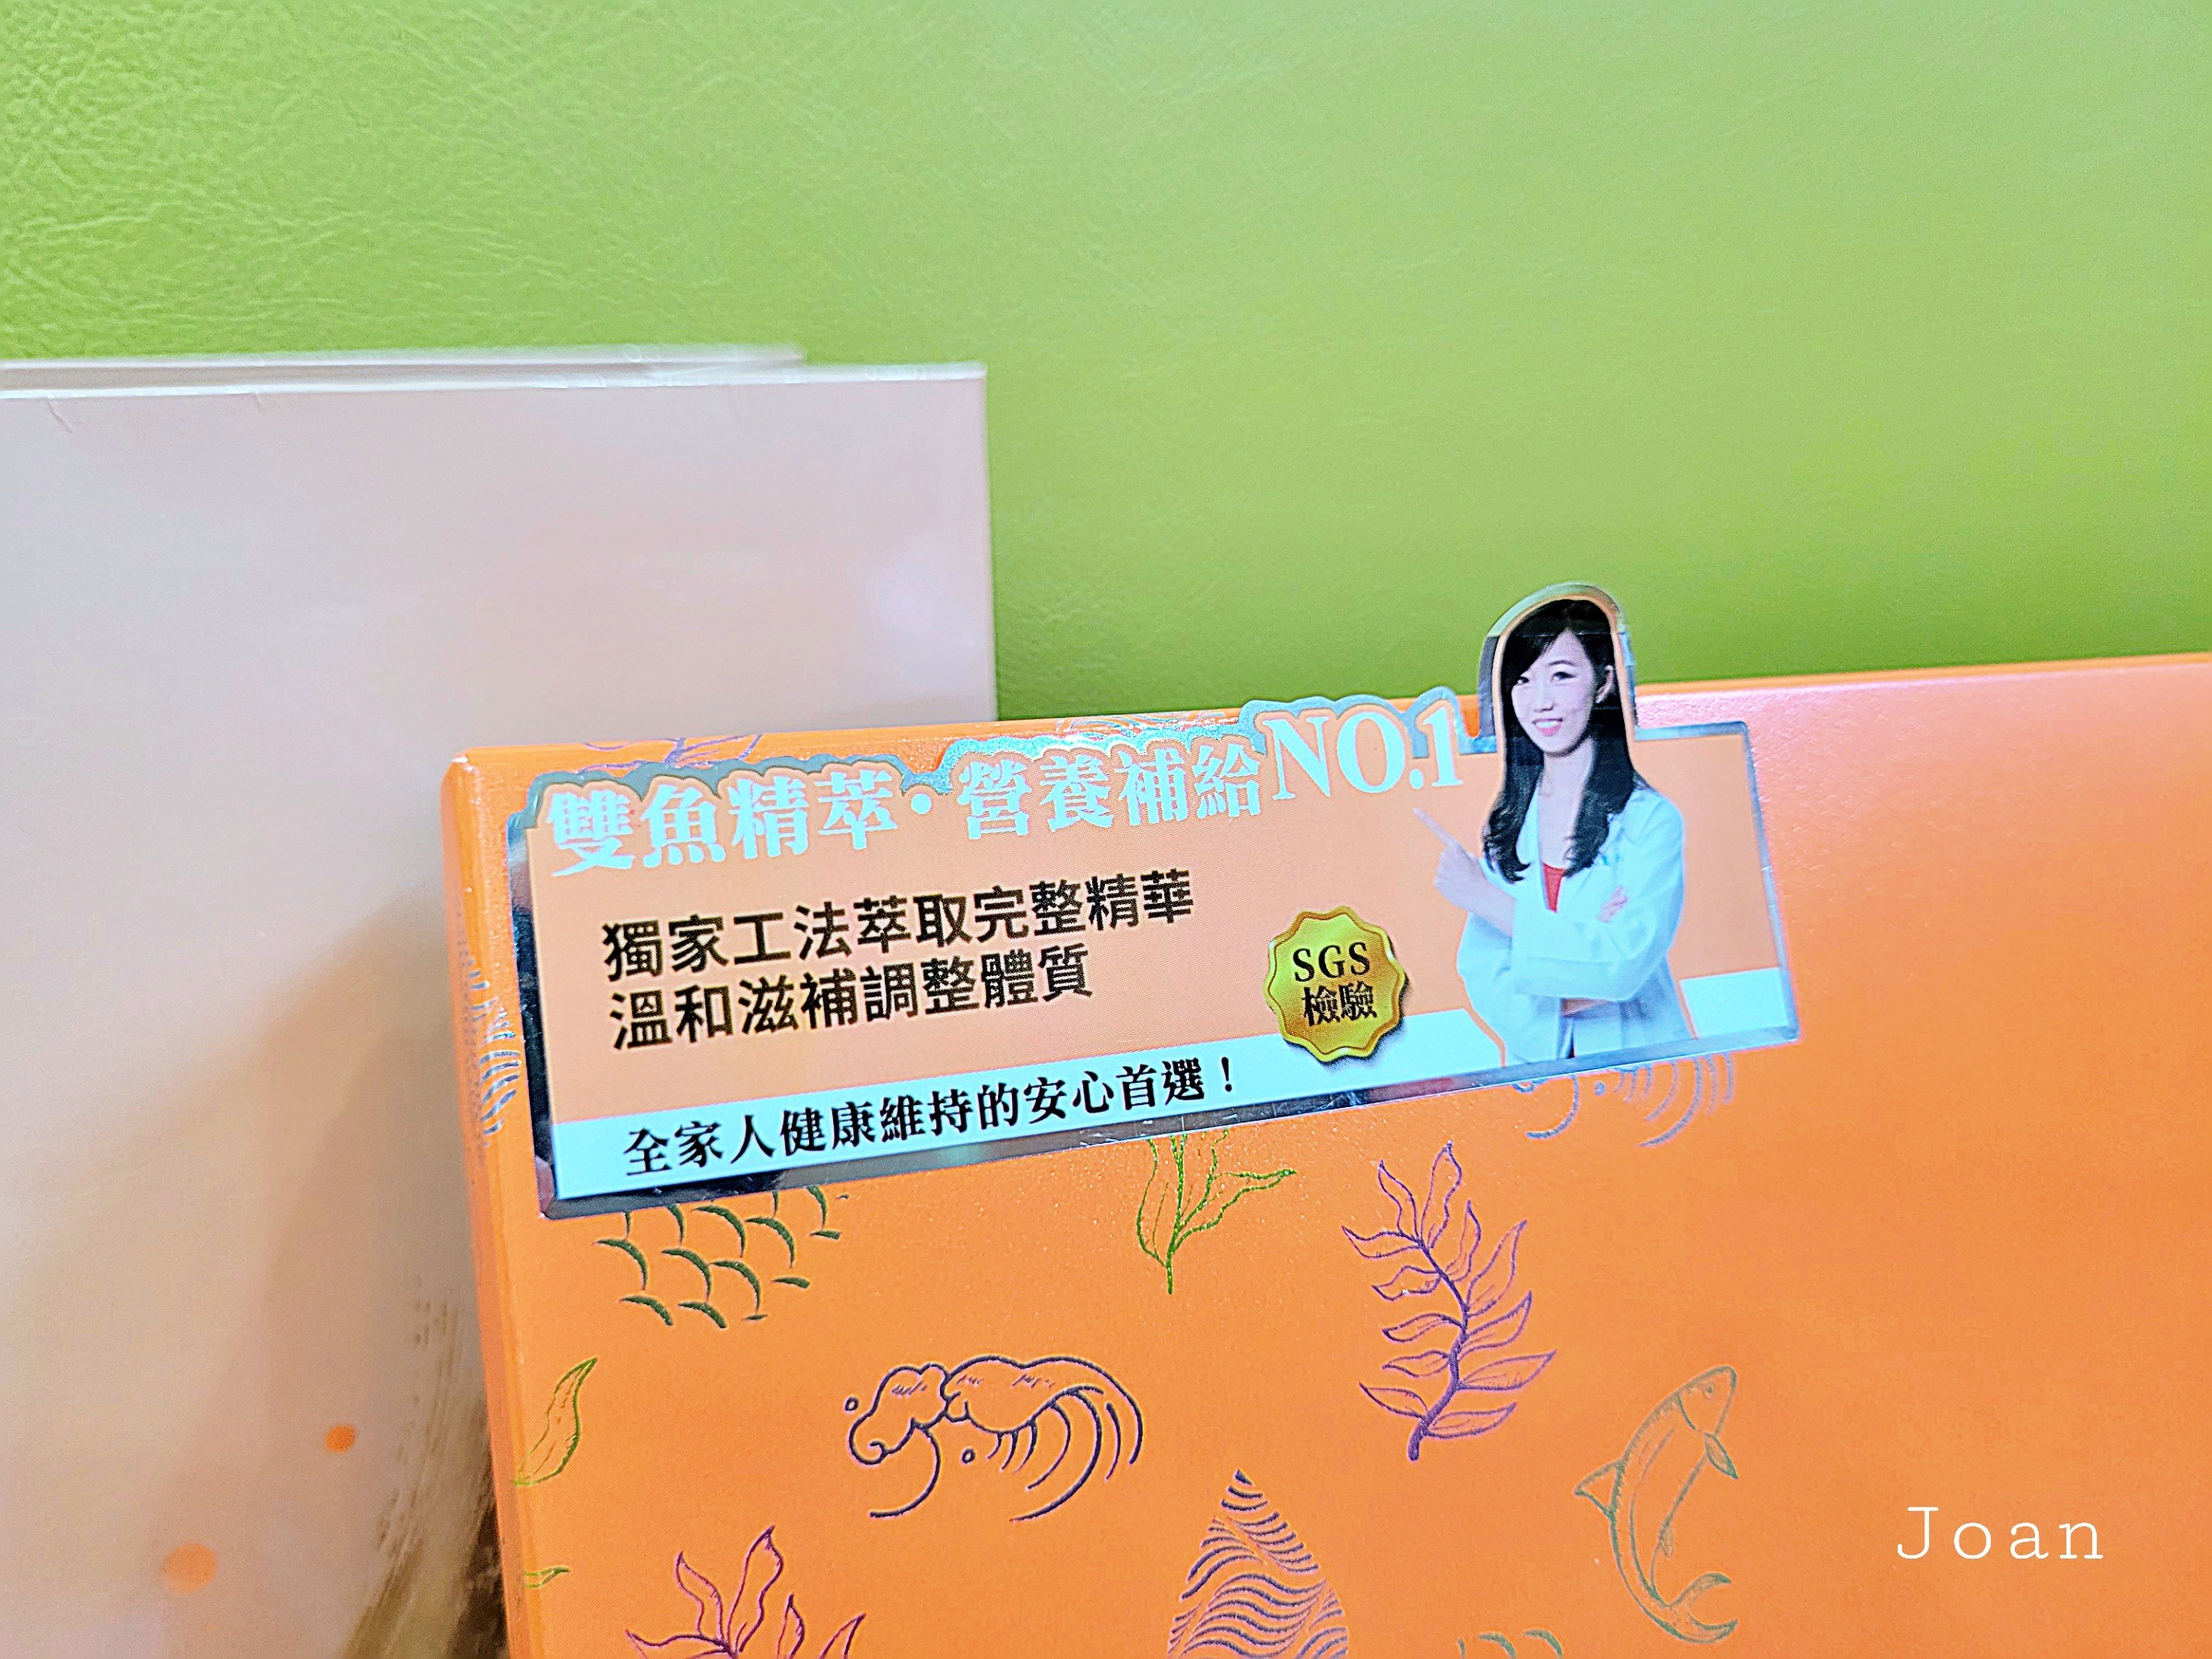 雙魚精萃·營養補給NO.1
獨家工法萃取完整精華
溫和滋補調整體質
SGS
檢驗
全家人健康維持的安心首選！
Joan